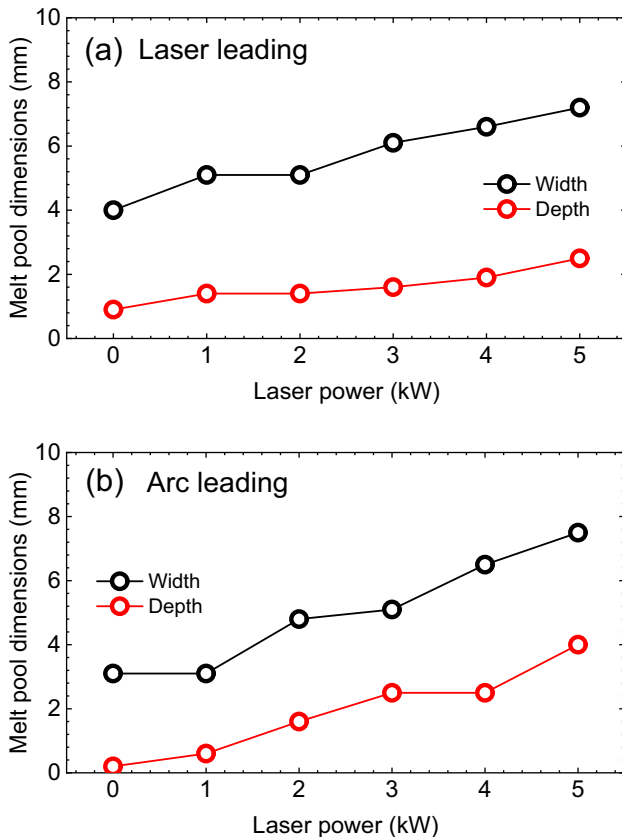 (a) Laser leading
Melt pool dimensions (mm)
10
8
6
4
2
0
Width
Depth
0 1 2 3 4 5
Laser power (kW)
(b) Arc leading
Melt pool dimensions (mm)
10
8
6
4
2
0
Width
Depth
0 1 2 3 4 5
Laser power (kW)